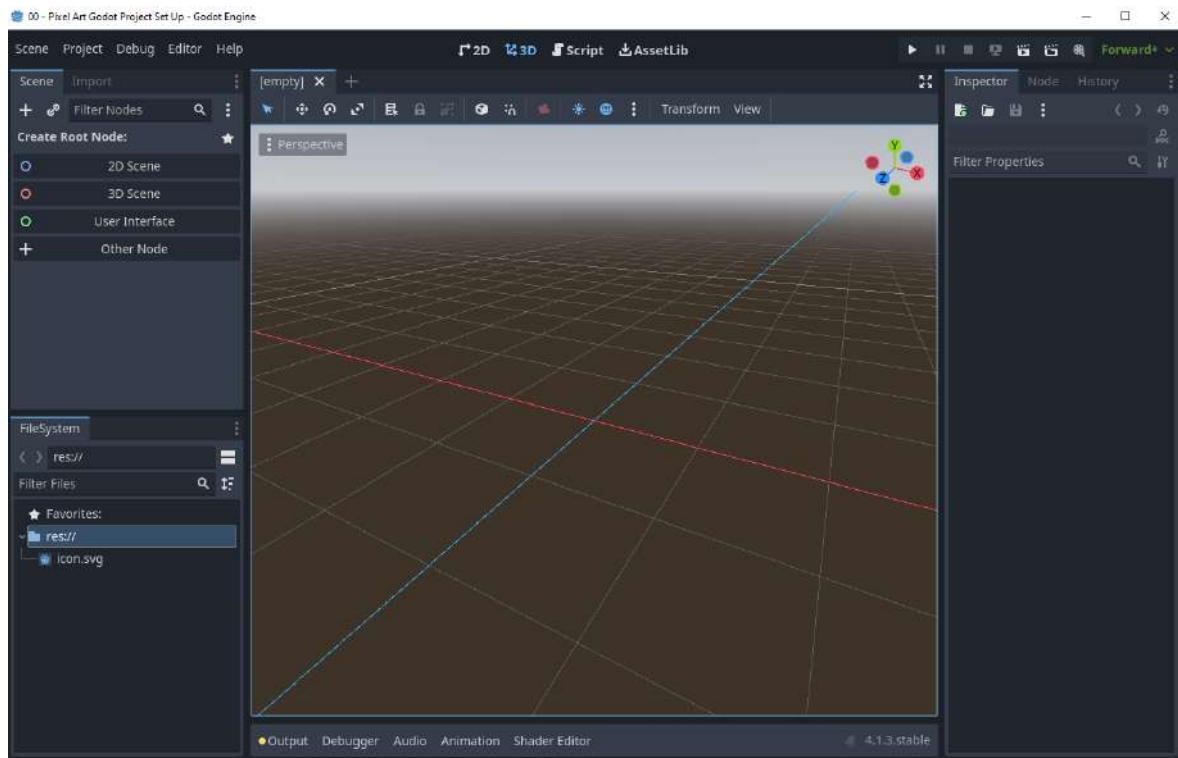 00 - Pixel Art Godot Project Set Up - Godot Engine
Scene Project Debug Editor Help
2D 3D Script AssetLib
Forward+
Scene Import
Filter Nodes
Create Root Node:
2D Scene
3D Scene
User Interface
Other Node
FileSystem
res://
Filter Files
Favorites:
res://
icon.svg
[empty]
Transform View
Perspective
Y
X
Z
Output Debugger Audio Animation Shader Editor
4.1.3.stable
Inspector Node History
Filter Properties